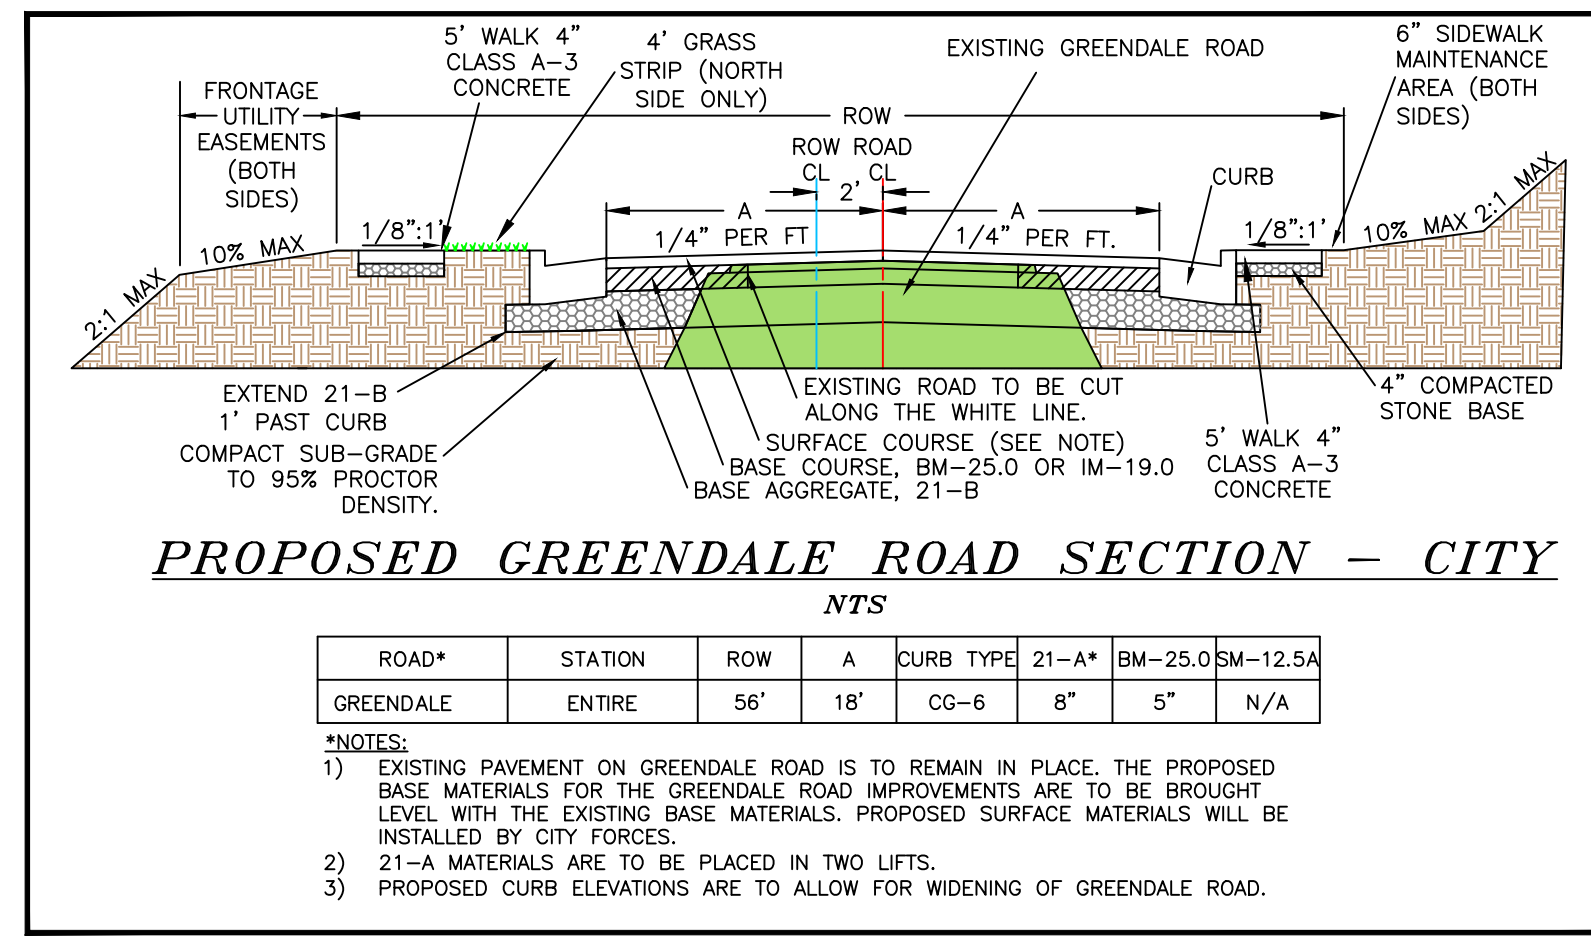 5' WALK 4"
CLASS A-3
CONCRETE
4' GRASS
STRIP (NORTH
SIDE ONLY)
EXISTING GREENDALE ROAD
6" SIDEWALK
MAINTENANCE
AREA (BOTH
SIDES)
FRONTAGE
UTILITY
EASEMENTS
(BOTH
SIDES)
ROW
ROW ROAD
CL CL
2'
CURB
A
A
1/8":1'
1/4" PER FT
1/4" PER FT.
1/8":1'
10% MAX
2:1 MAX
10% MAX
2:1 MAX
EXTEND 21-B
1' PAST CURB
COMPACT SUB-GRADE
TO 95% PROCTOR
DENSITY.
EXISTING ROAD TO BE CUT
ALONG THE WHITE LINE.
SURFACE COURSE (SEE NOTE)
BASE COURSE, BM-25.0 OR IM-19.0
BASE AGGREGATE, 21-B
5' WALK 4"
CLASS A-3
CONCRETE
4" COMPACTED
STONE BASE
PROPOSED GREENDALE ROAD SECTION - CITY
NTS
ROAD* STATION ROW A CURB TYPE 21-A* BM-25.0 SM-12.5A
GREENDALE ENTIRE 56' 18' CG-6 8" 5" N/A
*NOTES:
1) EXISTING PAVEMENT ON GREENDALE ROAD IS TO REMAIN IN PLACE. THE PROPOSED
BASE MATERIALS FOR THE GREENDALE ROAD IMPROVEMENTS ARE TO BE BROUGHT
LEVEL WITH THE EXISTING BASE MATERIALS. PROPOSED SURFACE MATERIALS WILL BE
INSTALLED BY CITY FORCES.
2) 21-A MATERIALS ARE TO BE PLACED IN TWO LIFTS.
3) PROPOSED CURB ELEVATIONS ARE TO ALLOW FOR WIDENING OF GREENDALE ROAD.